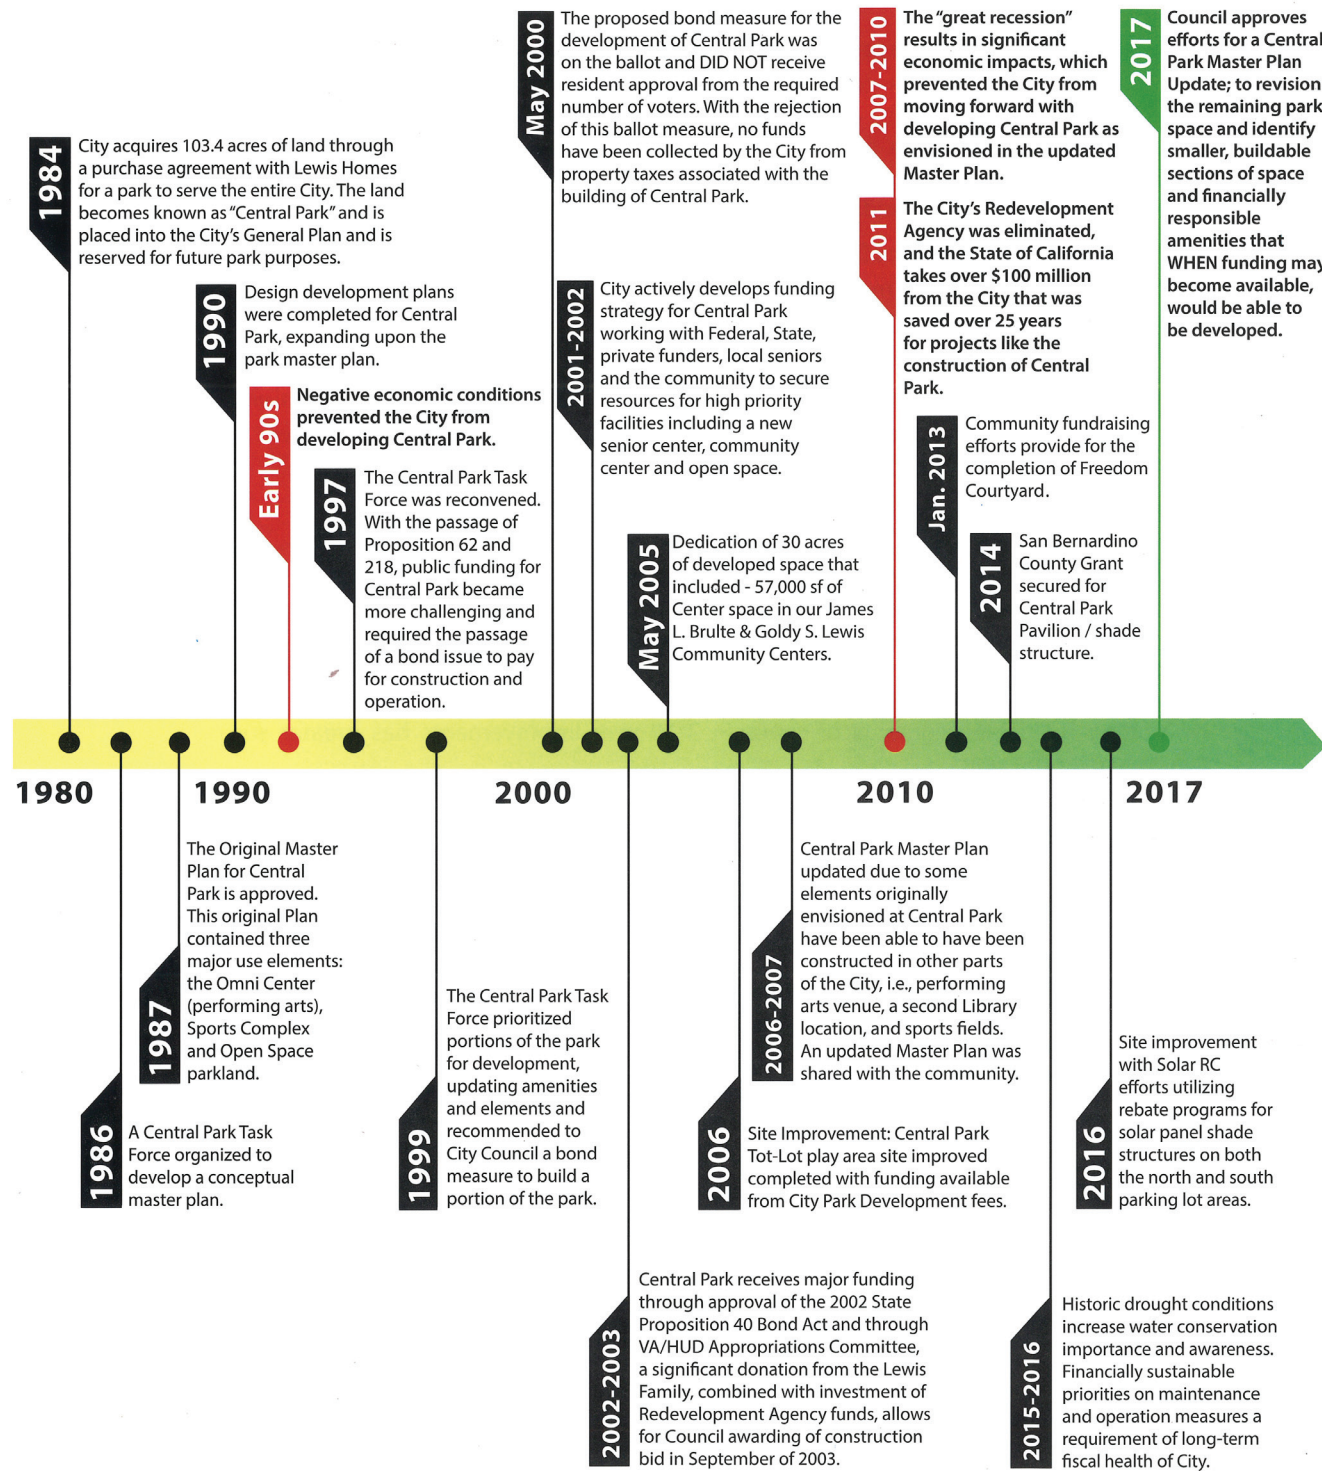 1984
City acquires 103.4 acres of land through
a purchase agreement with Lewis Homes
for a park to serve the entire City. The land
becomes known as “Central Park” and is
placed into the City’s General Plan and is
reserved for future park purposes.
1990
Design development plans
were completed for Central
Park, expanding upon the
park master plan.
Early 90s
Negative economic conditions
prevented the City from
developing Central Park.
1997
The Central Park Task
Force was reconvened.
With the passage of
Proposition 62 and
218, public funding for
Central Park became
more challenging and
required the passage
of a bond issue to pay
for construction and
operation.
May 2000
The proposed bond measure for the
development of Central Park was
on the ballot and DID NOT receive
resident approval from the required
number of voters. With the rejection
of this ballot measure, no funds
have been collected by the City from
property taxes associated with the
building of Central Park.
2001-2002
City actively develops funding
strategy for Central Park
working with Federal, State,
private funders, local seniors
and the community to secure
resources for high priority
facilities including a new
senior center, community
center and open space.
May 2005
Dedication of 30 acres
of developed space that
included - 57,000 sf of
Center space in our James
L. Brulte & Goldy S. Lewis
Community Centers.
2007-2010
The “great recession”
results in significant
economic impacts, which
prevented the City from
moving forward with
developing Central Park as
envisioned in the updated
Master Plan.
2011
The City’s Redevelopment
Agency was eliminated,
and the State of California
takes over $100 million
from the City that was
saved over 25 years
for projects like the
construction of Central
Park.
Jan. 2013
Community fundraising
efforts provide for the
completion of Freedom
Courtyard.
2014
San Bernardino
County Grant
secured for
Central Park
Pavilion / shade
structure.
2017
Council approves
efforts for a Central
Park Master Plan
Update; to revision
the remaining park
space and identify
smaller, buildable
sections of space
and financially
responsible
amenities that
WHEN funding may
become available,
would be able to
be developed.
1980
1990
2000
2010
2017
1986
A Central Park Task
Force organized to
develop a conceptual
master plan.
1987
The Original Master
Plan for Central
Park is approved.
This original Plan
contained three
major use elements:
the Omni Center
(performing arts),
Sports Complex
and Open Space
parkland.
1999
The Central Park Task
Force prioritized
portions of the park
for development,
updating amenities
and elements and
recommended to
City Council a bond
measure to build a
portion of the park.
2002-2003
Central Park receives major funding
through approval of the 2002 State
Proposition 40 Bond Act and through
VA/HUD Appropriations Committee,
a significant donation from the Lewis
Family, combined with investment of
Redevelopment Agency funds, allows
for Council awarding of construction
bid in September of 2003.
2006
Site Improvement: Central Park
Tot-Lot play area site improved
completed with funding available
from City Park Development fees.
2006-2007
Central Park Master Plan
updated due to some
elements originally
envisioned at Central Park
have been able to have been
constructed in other parts
of the City, i.e., performing
arts venue, a second Library
location, and sports fields.
An updated Master Plan was
shared with the community.
2015-2016
Historic drought conditions
increase water conservation
importance and awareness.
Financially sustainable
priorities on maintenance
and operation measures a
requirement of long-term
fiscal health of City.
2016
Site improvement
with Solar RC
efforts utilizing
rebate programs for
solar panel shade
structures on both
the north and south
parking lot areas.